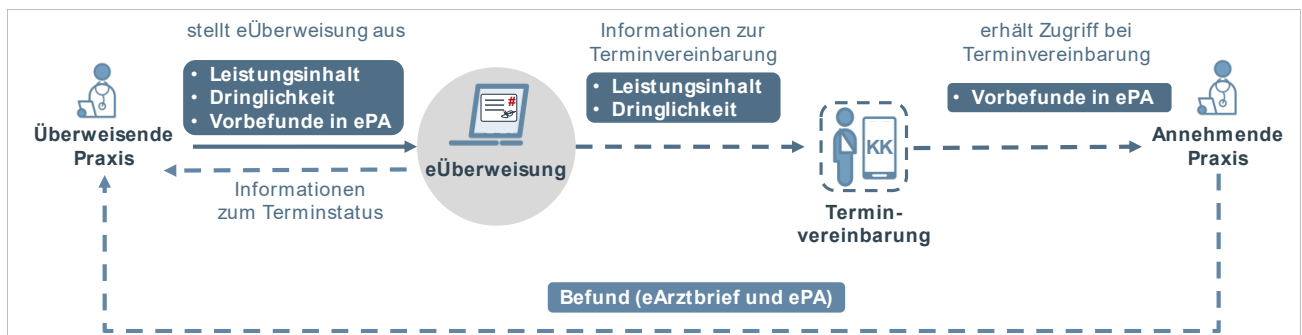 stellt eÜberweisung aus
• Leistungsinhalt
• Dringlichkeit
• Vorbefunde in ePA
Überweisende
Praxis
Informationen
zum Terminstatus
#
eÜberweisung
Informationen zur
Terminvereinbarung
• Leistungsinhalt
• Dringlichkeit
KK
Termin-
vereinbarung
erhält Zugriff bei
Terminvereinbarung
• Vorbefunde in ePA
Annehmende
Praxis
Befund (eArztbrief und ePA)